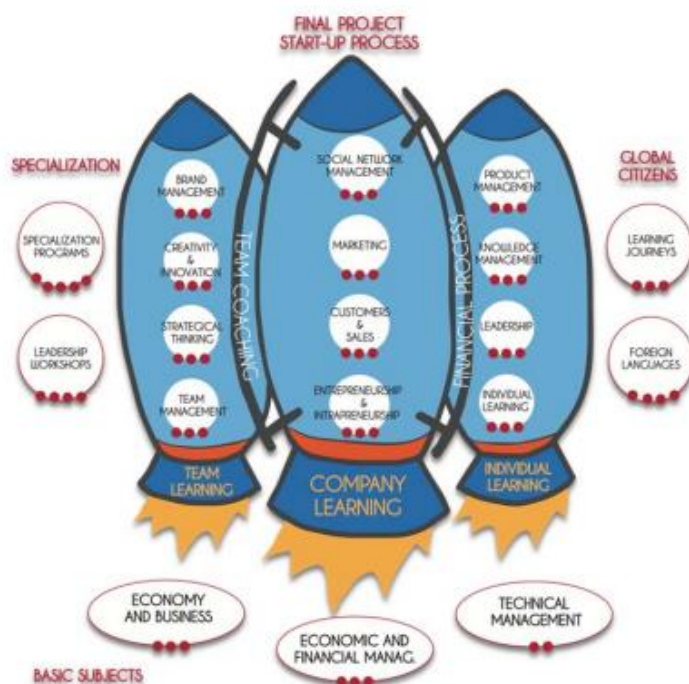 FINAL PROJECT
START-UP PROCESS
SPECIALIZATION
SPECIALIZATION
PROGRAMS
LEADERSHIP
WORKSHOPS
BRAND
MANAGEMENT
CREATIVITY
&
INNOVATION
STRATEGICAL
THINKING
TEAM
MANAGEMENT
TEAM
LEARNING
TEAM COACHING
SOCIAL NETWORK
MANAGEMENT
MARKETING
CUSTOMERS
&
SALES
ENTREPRENEURSHIP
&
INTRAPRENEURSHIP
COMPANY
LEARNING
FINANCIAL PROCESS
PRODUCT
MANAGEMENT
KNOWLEDGE
MANAGEMENT
LEADERSHIP
INDIVIDUAL
LEARNING
INDIVIDUAL
LEARNING
GLOBAL
CITIZENS
LEARNING
JOURNEYS
FOREIGN
LANGUAGES
ECONOMY
AND BUSINESS
ECONOMIC AND
FINANCIAL MANAG.
TECHNICAL
MANAGEMENT
BASIC SUBJECTS